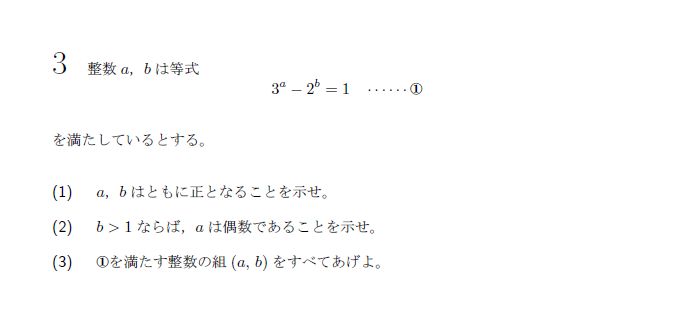 3 整数 a, b は等式
3^a − 2^b = 1 ⋯⋯①
を満たしているとする。
(1) a, b はともに正となることを示せ。
(2) b > 1 ならば, a は偶数であることを示せ。
(3) ①を満たす整数の組 (a, b) をすべてあげよ。